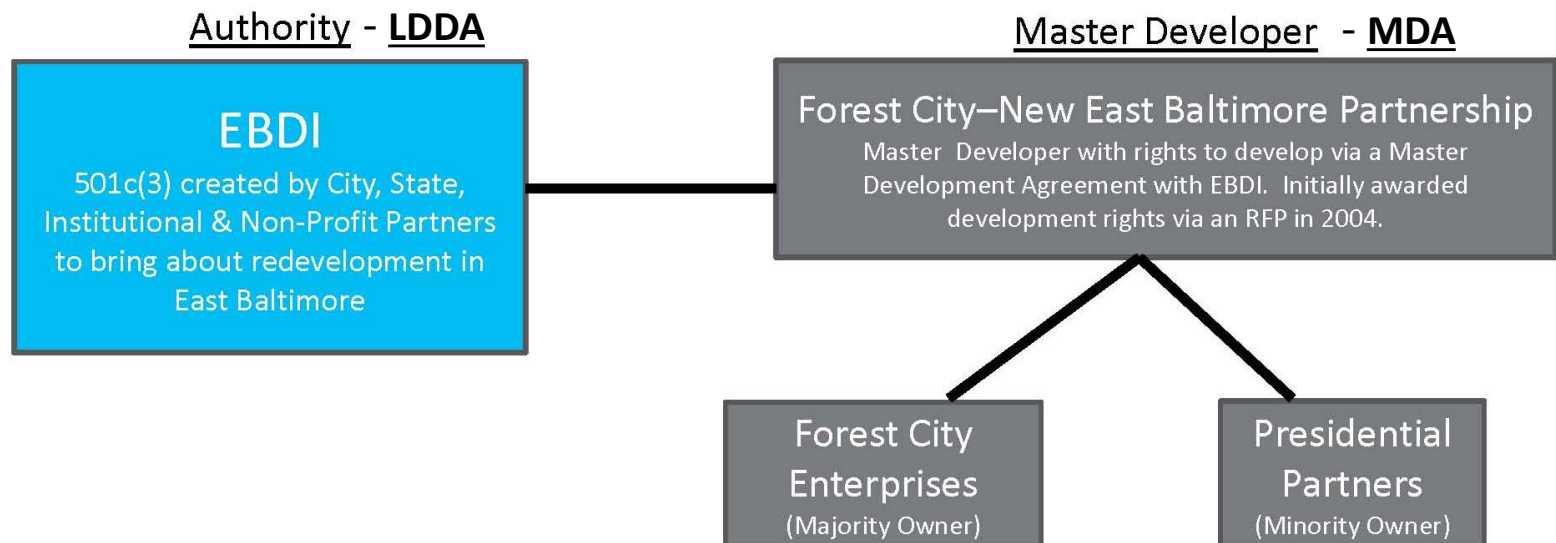 Authority - LDDA
EBDI
501c(3) created by City, State,
Institutional & Non-Profit Partners
to bring about redevelopment in
East Baltimore
Master Developer - MDA
Forest City–New East Baltimore Partnership
Master Developer with rights to develop via a Master
Development Agreement with EBDI. Initially awarded
development rights via an RFP in 2004.
Forest City
Enterprises
(Majority Owner)
Presidential
Partners
(Minority Owner)